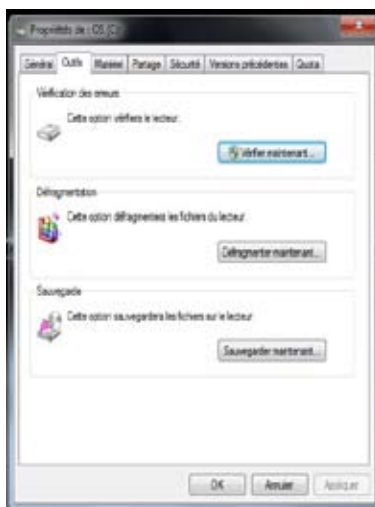 Propriétés de : OS (C:)
Général Outils Matériel Partage Sécurité Versions précédentes Quota
Vérification des erreurs
Cette option vérifiera le lecteur.
Vérifier maintenant...
Défragmentation
Cette option défragmentera les fichiers du lecteur.
Défragmenter maintenant...
Sauvegarde
Cette option sauvegardera les fichiers sur le lecteur.
Sauvegarder maintenant...
OK Annuler Appliquer